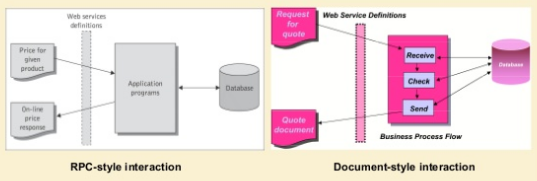 Web services
definitions
Price for
given
product
Application
programs
Database
On-line
price
response
RPC-style interaction
Request
for
quote
Web Service Definitions
Receive
Check
Send
Database
Quote
document
Business Process Flow
Document-style interaction